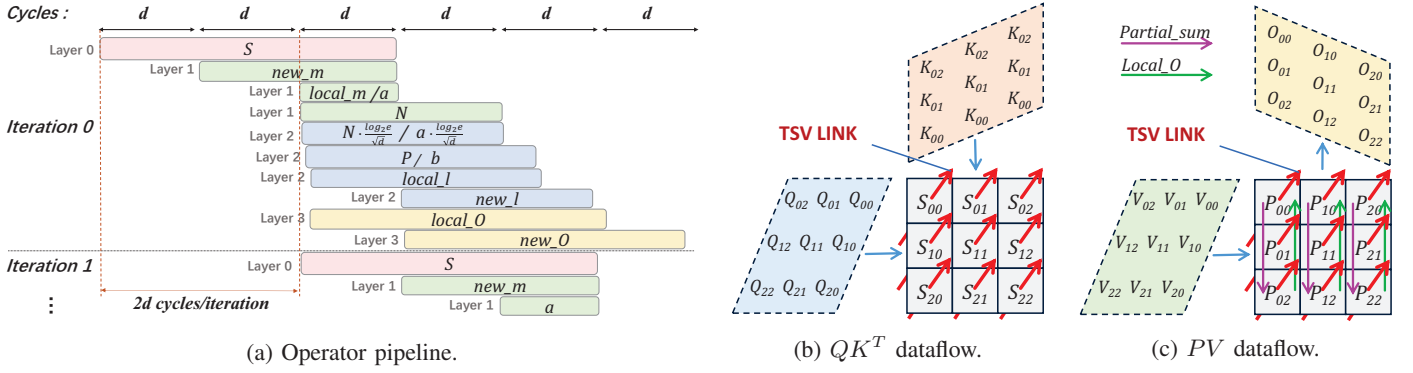 Cycles :
d d d d d d
Layer 0 S
Layer 1 new_m
Layer 1 local_m /a
Layer 1 N
Iteration 0
Layer 2 N · log₂e/√d / a · log₂e/√d
Layer 2 P / b
Layer 2 local_l
Layer 2 new_l
Layer 3 local_O
Layer 3 new_O
Iteration 1
Layer 0 S
Layer 1 new_m
Layer 1 a
⋮
2d cycles/iteration
(a) Operator pipeline.
K₀₂ K₀₂ K₀₂
K₀₁ K₀₁ K₀₁
K₀₀ K₀₀ K₀₀
TSV LINK
Q₀₂ Q₀₁ Q₀₀
Q₁₂ Q₁₁ Q₁₀
Q₂₂ Q₂₁ Q₂₀
S₀₀ S₀₁ S₀₂
S₁₀ S₁₁ S₁₂
S₂₀ S₂₁ S₂₂
(b) QKᵀ dataflow.
Partial_sum
Local_O
O₀₀ O₁₀ O₂₀
O₀₁ O₁₁ O₂₁
O₀₂ O₁₂ O₂₂
TSV LINK
V₀₂ V₀₁ V₀₀
V₁₂ V₁₁ V₁₀
V₂₂ V₂₁ V₂₀
P₀₀ P₁₀ P₂₀
P₀₁ P₁₁ P₂₁
P₀₂ P₁₂ P₂₂
(c) PV dataflow.